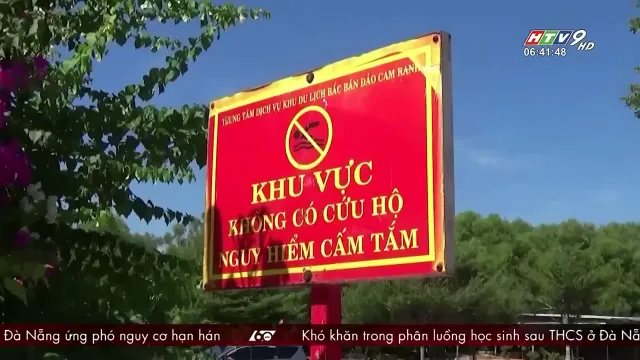 HTV9 HD
06:41:48
TRUNG TÂM DỊCH VỤ KHU DU LỊCH BẮC BÁN ĐẢO CAM RANH
KHU VỰC
KHÔNG CÓ CỨU HỘ
NGUY HIỂM CẤM TẮM
Đà Nẵng ứng phó nguy cơ hạn hán
60
Khó khăn trong phân luồng học sinh sau THCS ở Đà